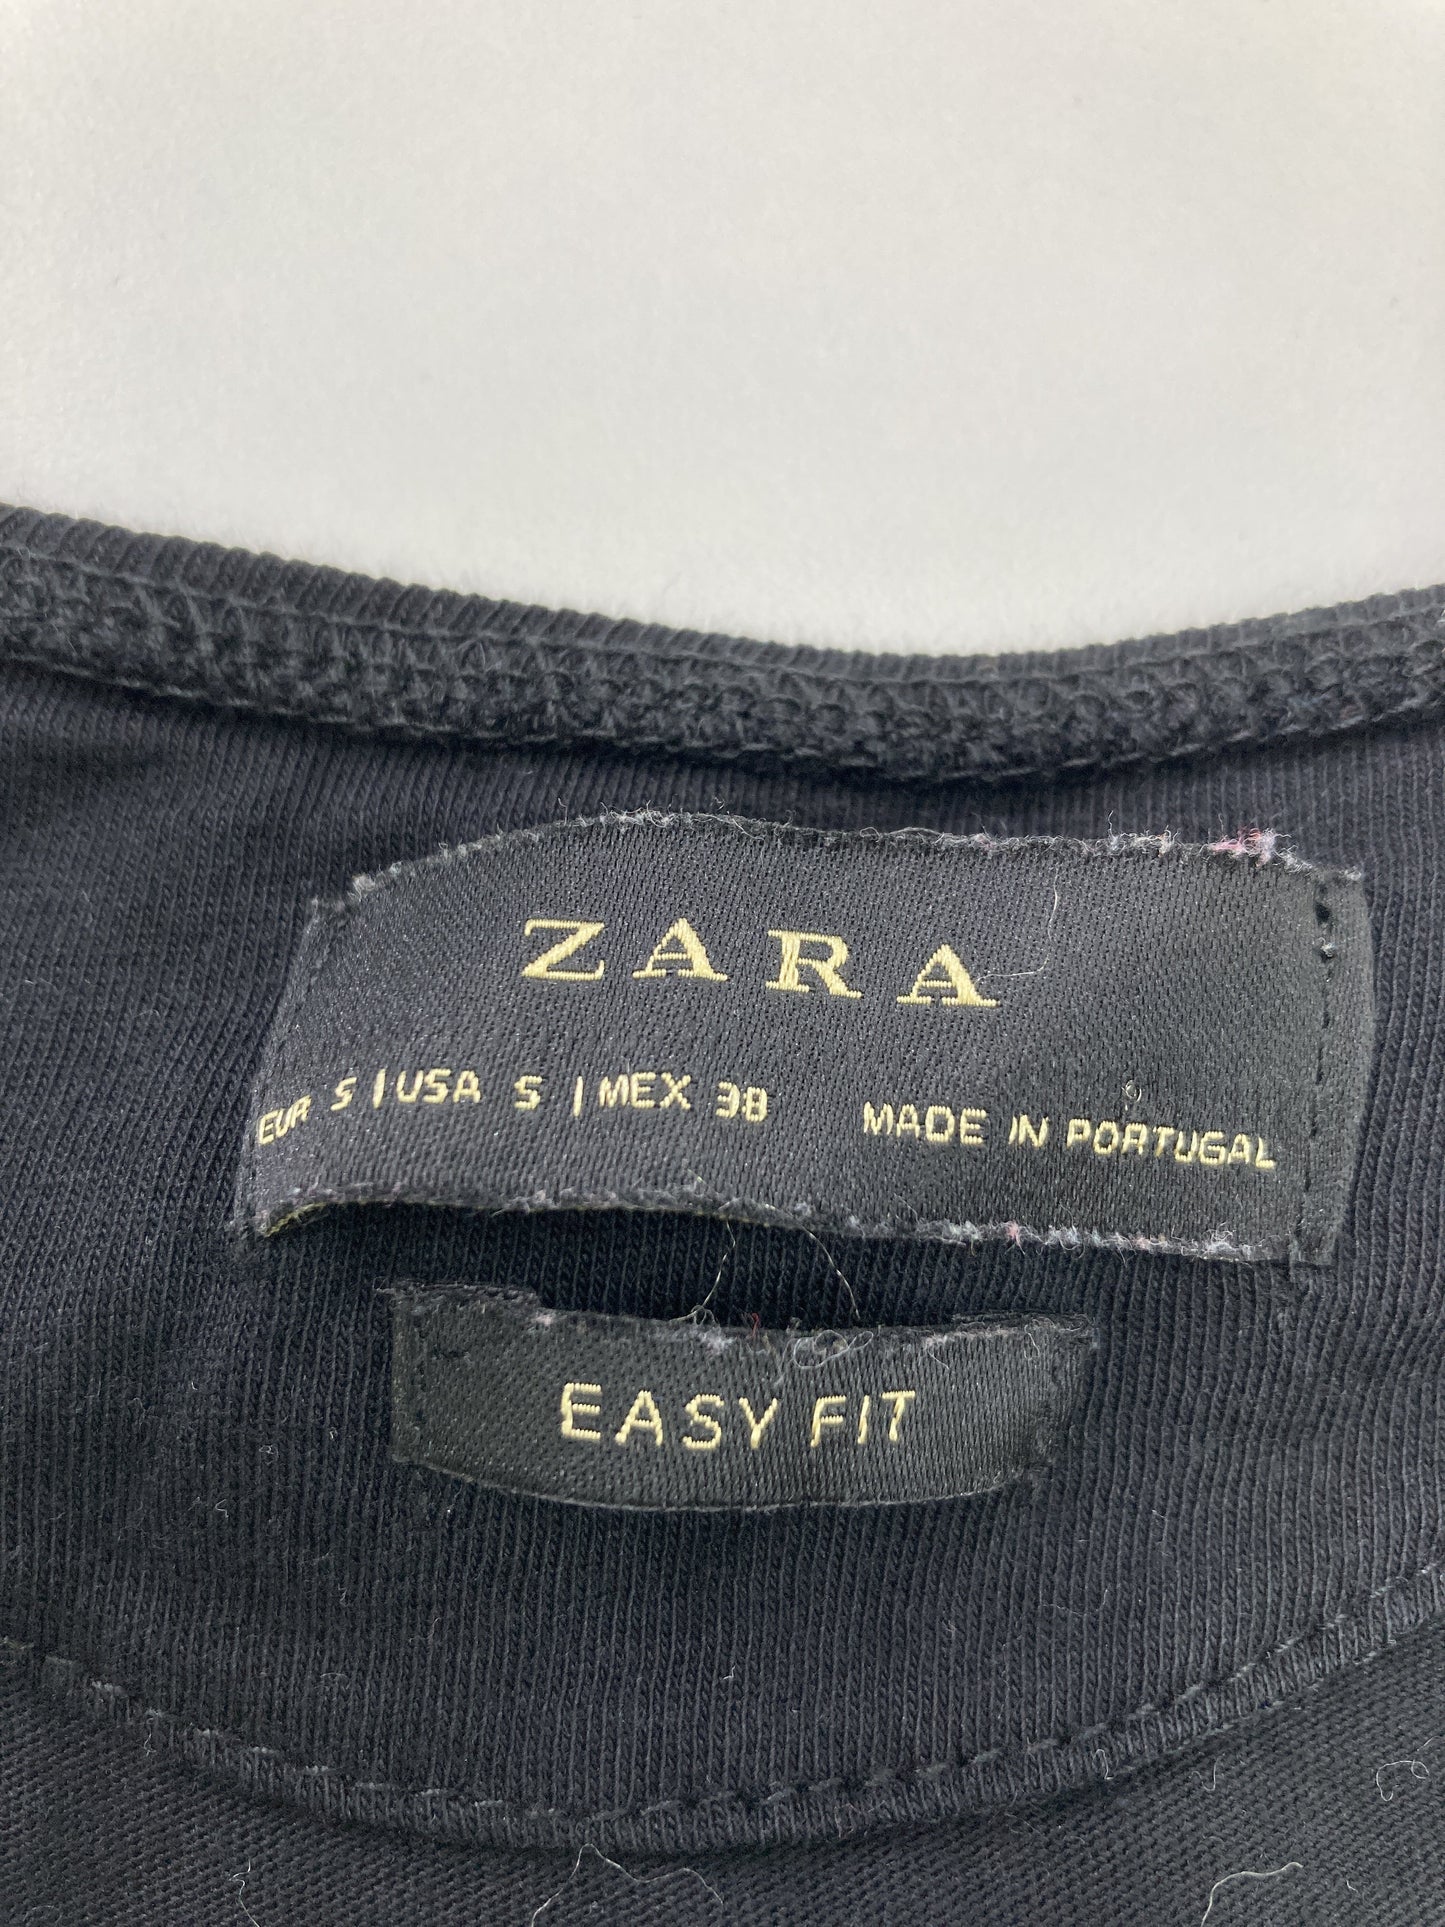 ZARA
EUR S | USA S | MEX 38 MADE IN PORTUGAL
EASY FIT